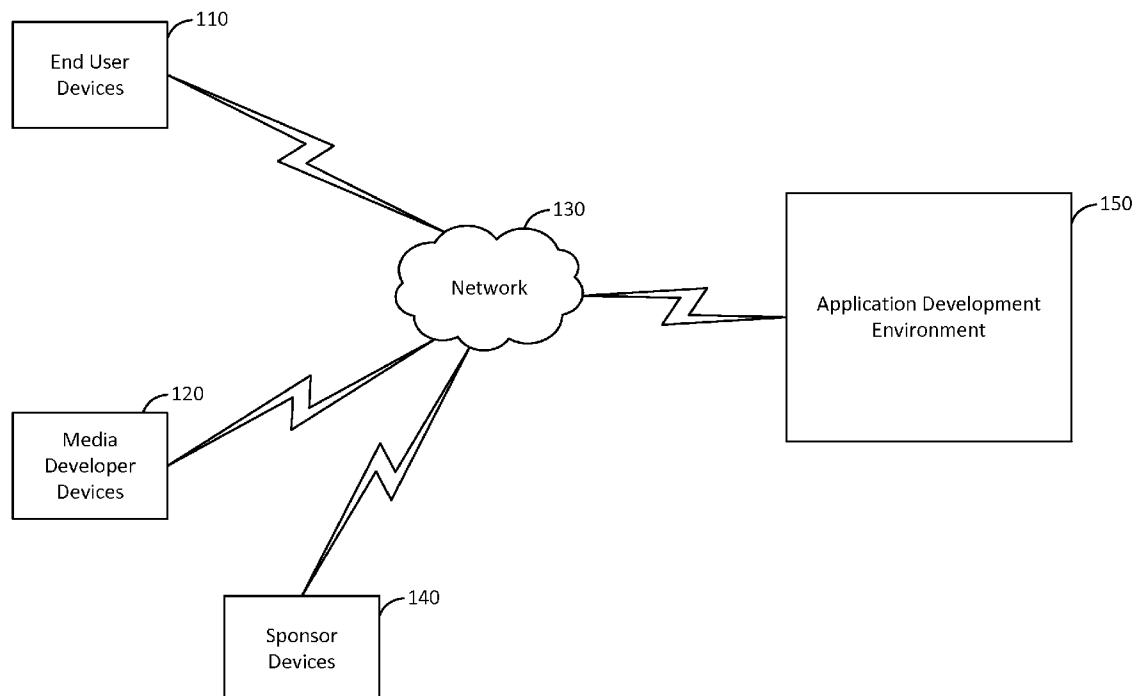 110
End User
Devices
130
Network
150
Application Development
Environment
120
Media
Developer
Devices
140
Sponsor
Devices